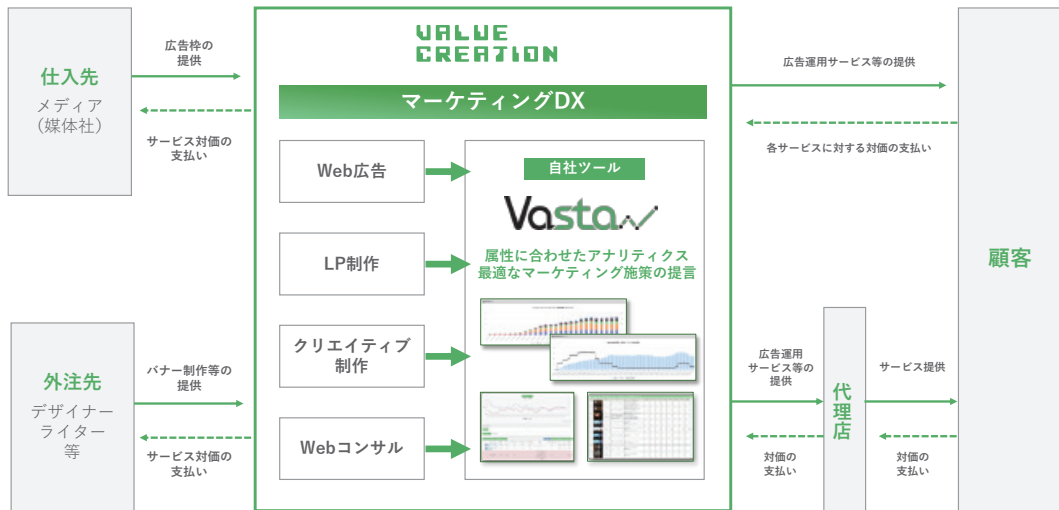 仕入先
メディア
(媒体社)
広告枠の
提供
サービス対価の
支払い
外注先
デザイナー
ライター
等
バナー制作等の
提供
サービス対価の
支払い
VALUE
CREATION
マーケティングDX
Web広告
LP制作
クリエイティブ
制作
Webコンサル
自社ツール
Vasta
属性に合わせたアナリティクス
最適なマーケティング施策の提言
広告運用サービス等の提供
各サービスに対する対価の支払い
広告運用
サービス等の
提供
対価の
支払い
代理店
サービス提供
対価の
支払い
顧客